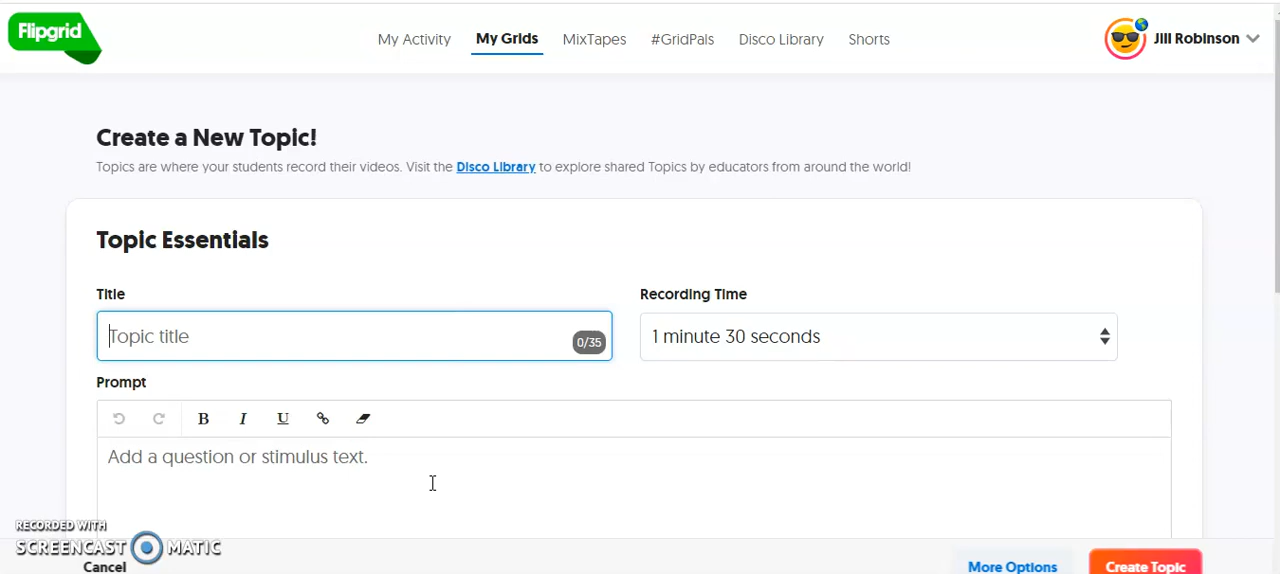 Flipgrid
My Activity My Grids MixTapes #GridPals Disco Library Shorts Jill Robinson
Create a New Topic!
Topics are where your students record their videos. Visit the Disco Library to explore shared Topics by educators from around the world!
Topic Essentials
Title Recording Time
Topic title 0/35 1 minute 30 seconds
Prompt
B I U
Add a question or stimulus text.
RECORDED WITH
SCREENCAST MATIC
Cancel More Options Create Topic